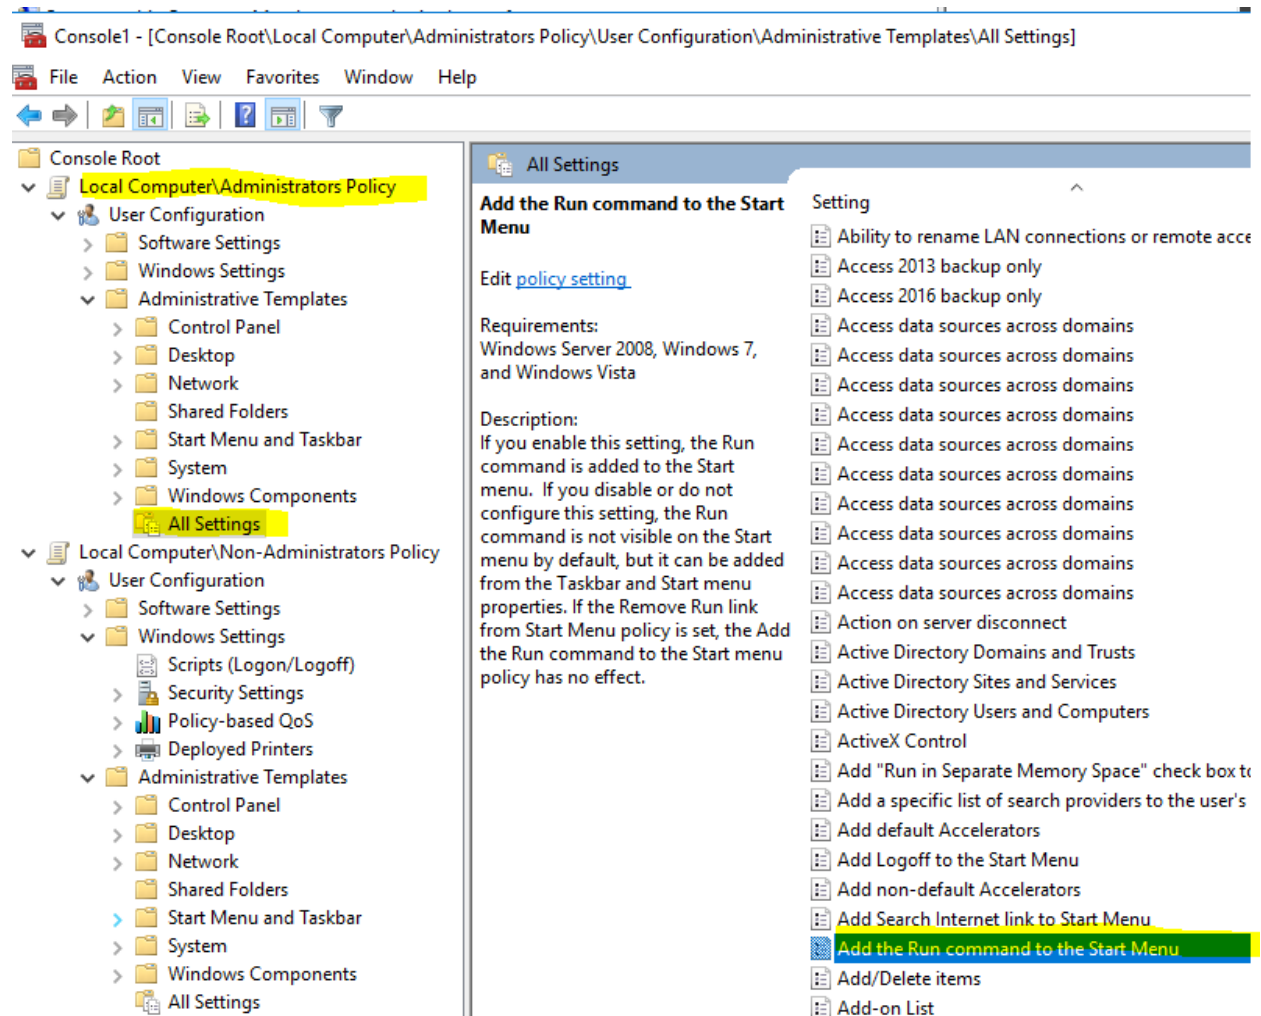 Console1 - [Console Root\Local Computer\Administrators Policy\User Configuration\Administrative Templates\All Settings]
File Action View Favorites Window Help
Console Root
Local Computer\Administrators Policy
User Configuration
Software Settings
Windows Settings
Administrative Templates
Control Panel
Desktop
Network
Shared Folders
Start Menu and Taskbar
System
Windows Components
All Settings
Local Computer\Non-Administrators Policy
User Configuration
Software Settings
Windows Settings
Scripts (Logon/Logoff)
Security Settings
Policy-based QoS
Deployed Printers
Administrative Templates
Control Panel
Desktop
Network
Shared Folders
Start Menu and Taskbar
System
Windows Components
All Settings
All Settings
Add the Run command to the Start
Menu
Edit policy setting
Requirements:
Windows Server 2008, Windows 7,
and Windows Vista
Description:
If you enable this setting, the Run
command is added to the Start
menu. If you disable or do not
configure this setting, the Run
command is not visible on the Start
menu by default, but it can be added
from the Taskbar and Start menu
properties. If the Remove Run link
from Start Menu policy is set, the Add
the Run command to the Start menu
policy has no effect.
Setting
Ability to rename LAN connections or remote acce
Access 2013 backup only
Access 2016 backup only
Access data sources across domains
Access data sources across domains
Access data sources across domains
Access data sources across domains
Access data sources across domains
Access data sources across domains
Access data sources across domains
Access data sources across domains
Access data sources across domains
Access data sources across domains
Action on server disconnect
Active Directory Domains and Trusts
Active Directory Sites and Services
Active Directory Users and Computers
ActiveX Control
Add "Run in Separate Memory Space" check box to
Add a specific list of search providers to the user's
Add default Accelerators
Add Logoff to the Start Menu
Add non-default Accelerators
Add Search Internet link to Start Menu
Add the Run command to the Start Menu
Add/Delete items
Add-on List